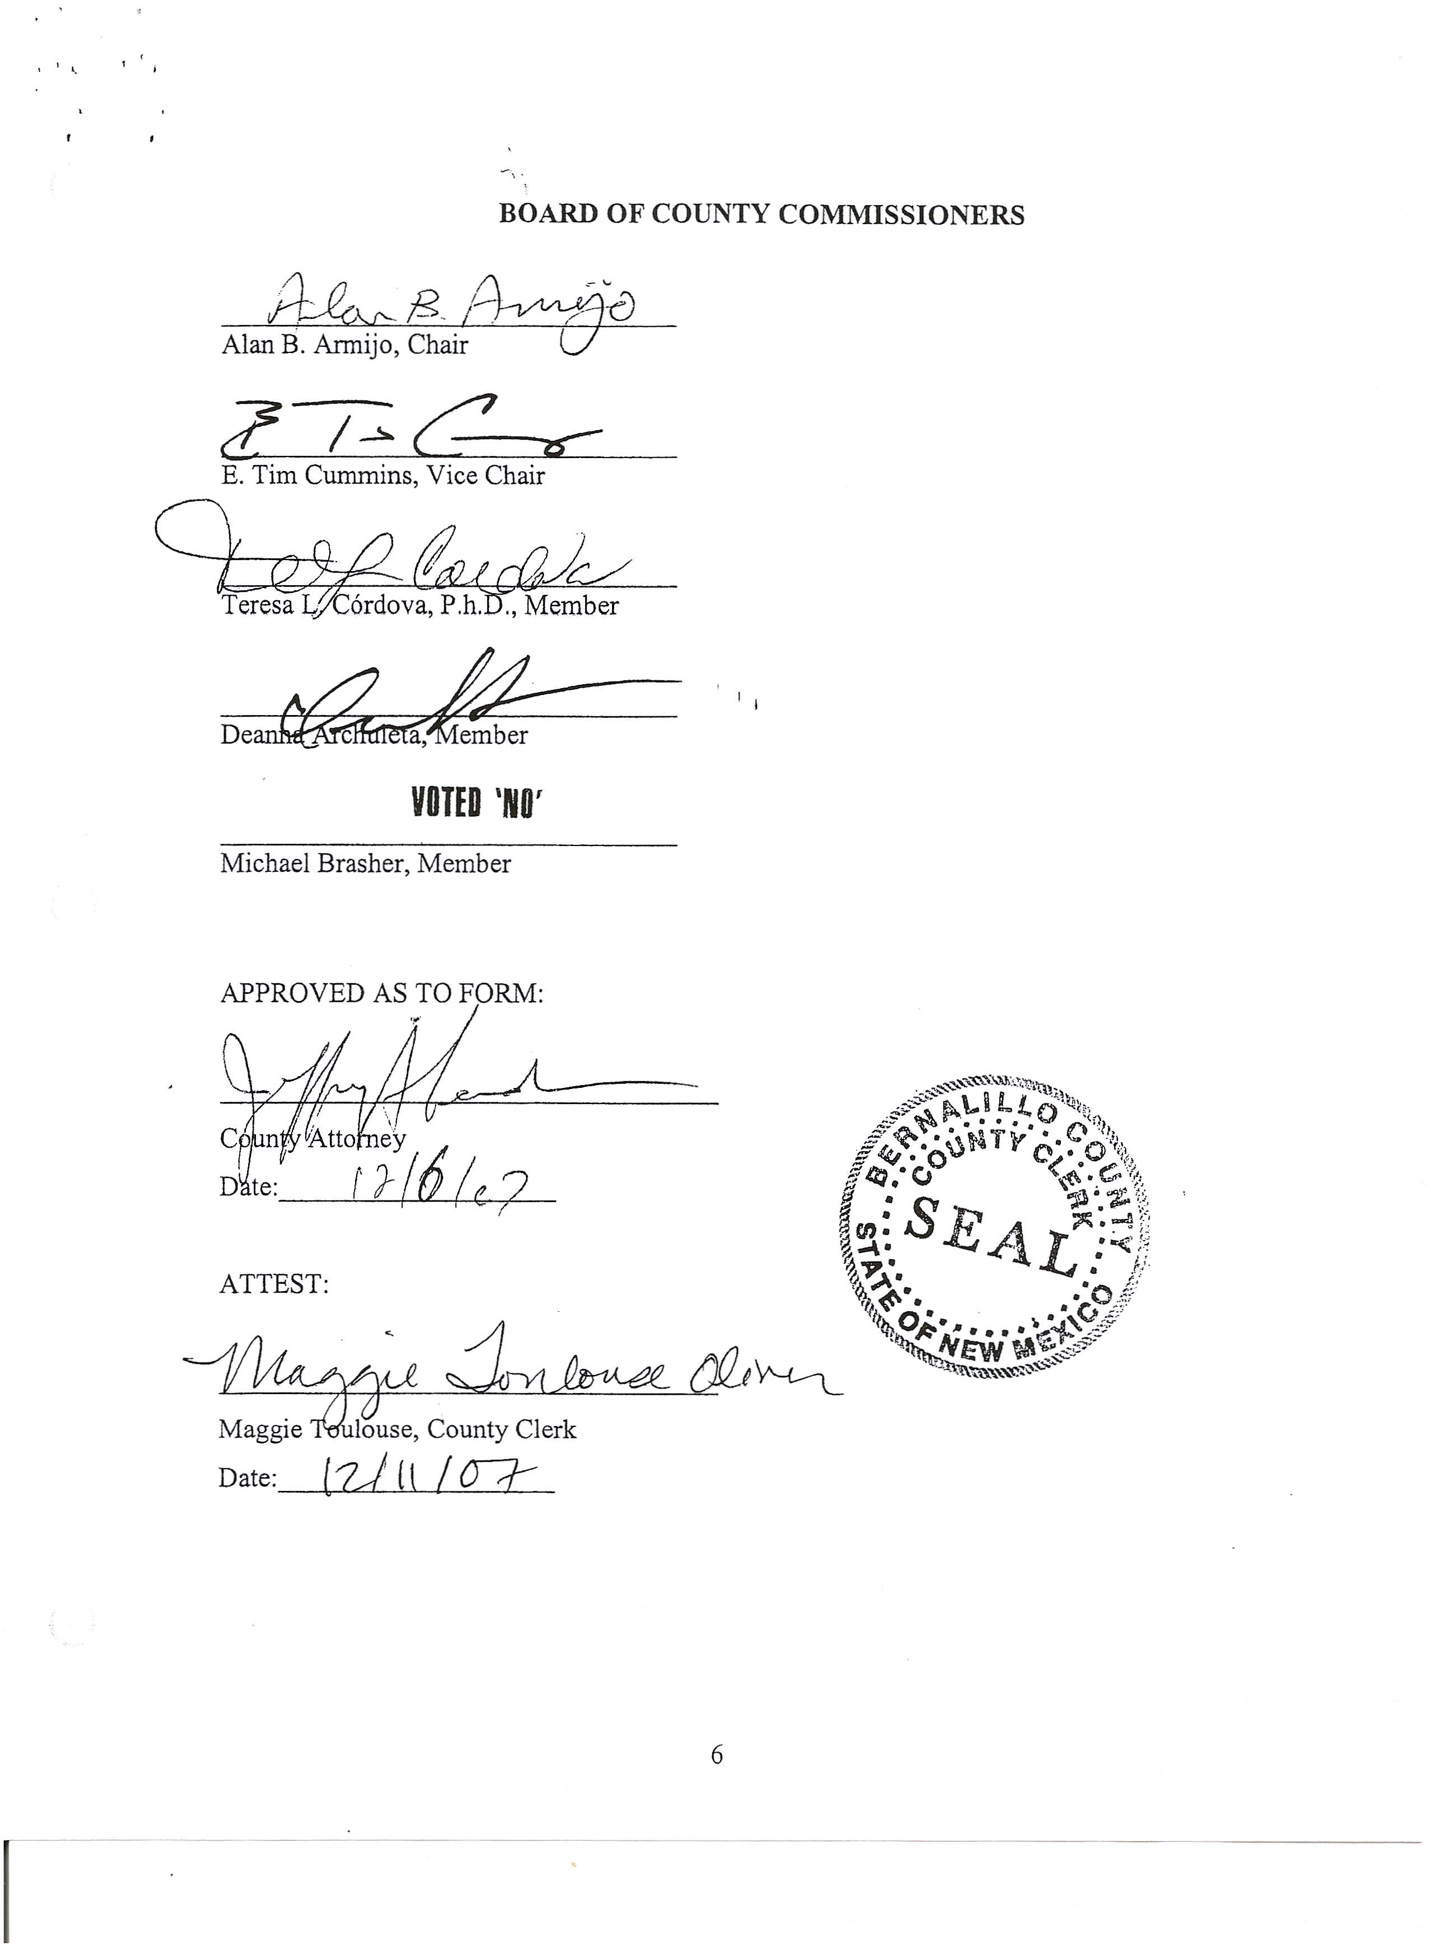 BOARD OF COUNTY COMMISSIONERS
Alan B. Armijo
Alan B. Armijo, Chair
E. Tim Cummins, Vice Chair
Cordova
Teresa L. Córdova, P.h.D., Member
Deanna Archuleta, Member
VOTED 'NO'
Michael Brasher, Member
APPROVED AS TO FORM:
Jeffrey
County Attorney
Date: 12/6/07
BERNALILLO COUNTY
COUNTY CLERK
SEAL
STATE OF NEW MEXICO
ATTEST:
Maggie Toulouse Oliver
Maggie Toulouse, County Clerk
Date: 12/11/07
6